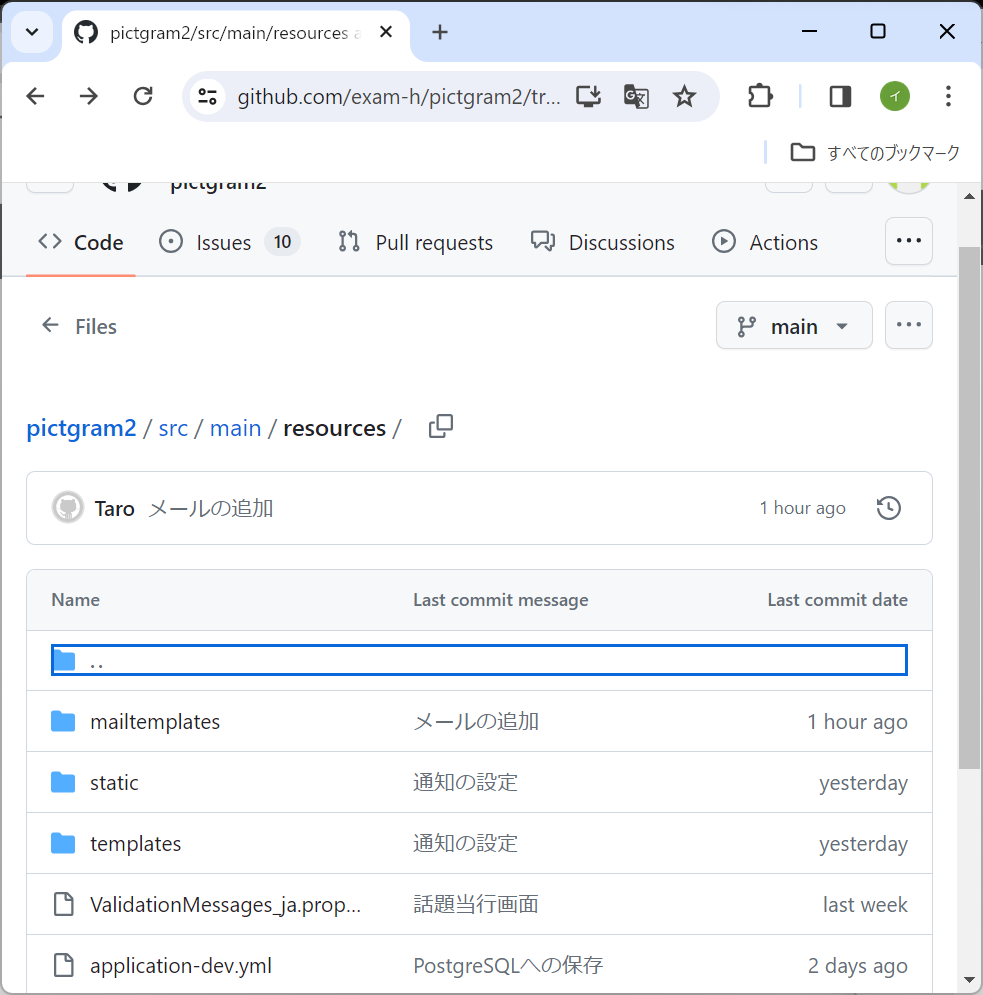 pictgram2/src/main/resources a
github.com/exam-h/pictgram2/tr...
イ
すべてのブックマーク
pictgram2
Code
Issues 10
Pull requests
Discussions
Actions
Files
main
pictgram2 / src / main / resources /
Taro メールの追加 1 hour ago
Name Last commit message Last commit date
..
mailtemplates メールの追加 1 hour ago
static 通知の設定 yesterday
templates 通知の設定 yesterday
ValidationMessages_ja.prop... 話題当行画面 last week
application-dev.yml PostgreSQLへの保存 2 days ago